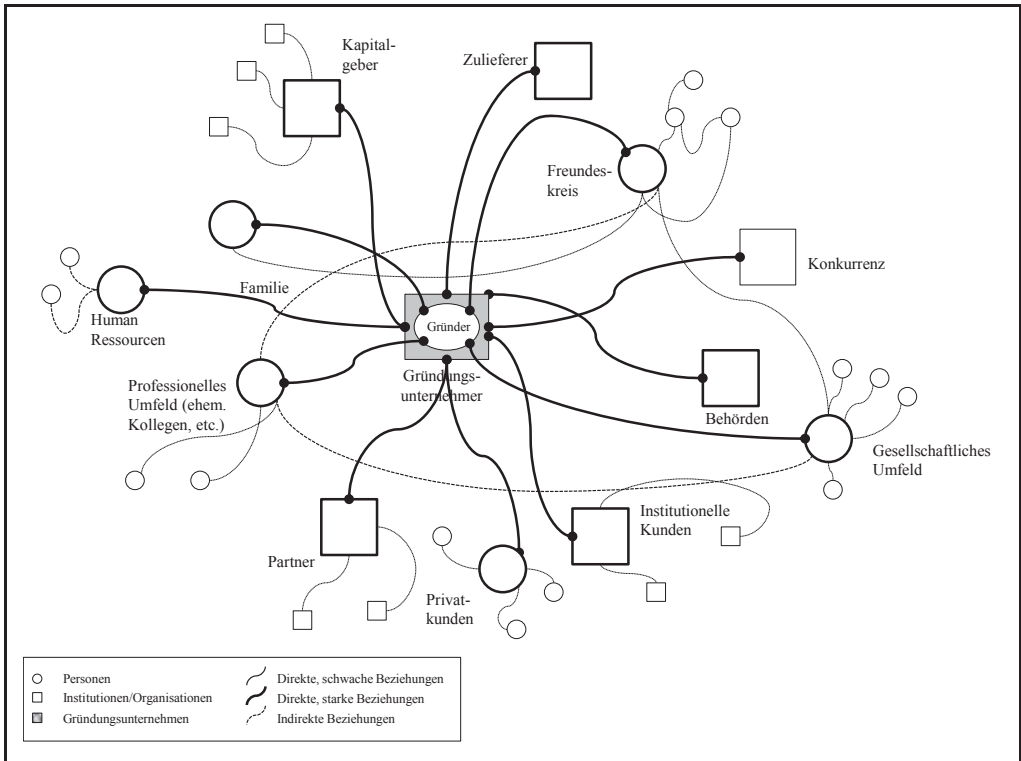 Kapital-
geber
Zulieferer
Freundes-
kreis
Konkurrenz
Familie
Human
Ressourcen
Gründer
Gründungs-
unternehmer
Professionelles
Umfeld (ehem.
Kollegen, etc.)
Behörden
Gesellschaftliches
Umfeld
Institutionelle
Kunden
Partner
Privat-
kunden
Personen
Institutionen/Organisationen
Gründungsunternehmen
Direkte, schwache Beziehungen
Direkte, starke Beziehungen
Indirekte Beziehungen